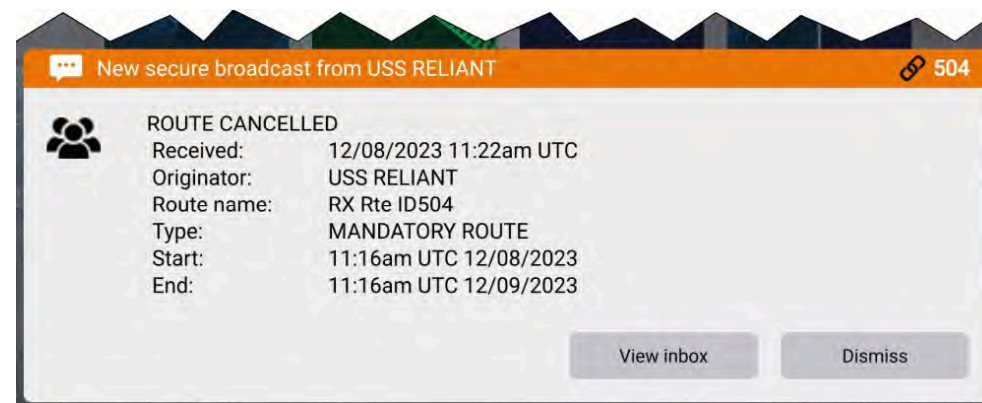 New secure broadcast from USS RELIANT 504
ROUTE CANCELLED
Received: 12/08/2023 11:22am UTC
Originator: USS RELIANT
Route name: RX Rte ID504
Type: MANDATORY ROUTE
Start: 11:16am UTC 12/08/2023
End: 11:16am UTC 12/09/2023
View inbox Dismiss